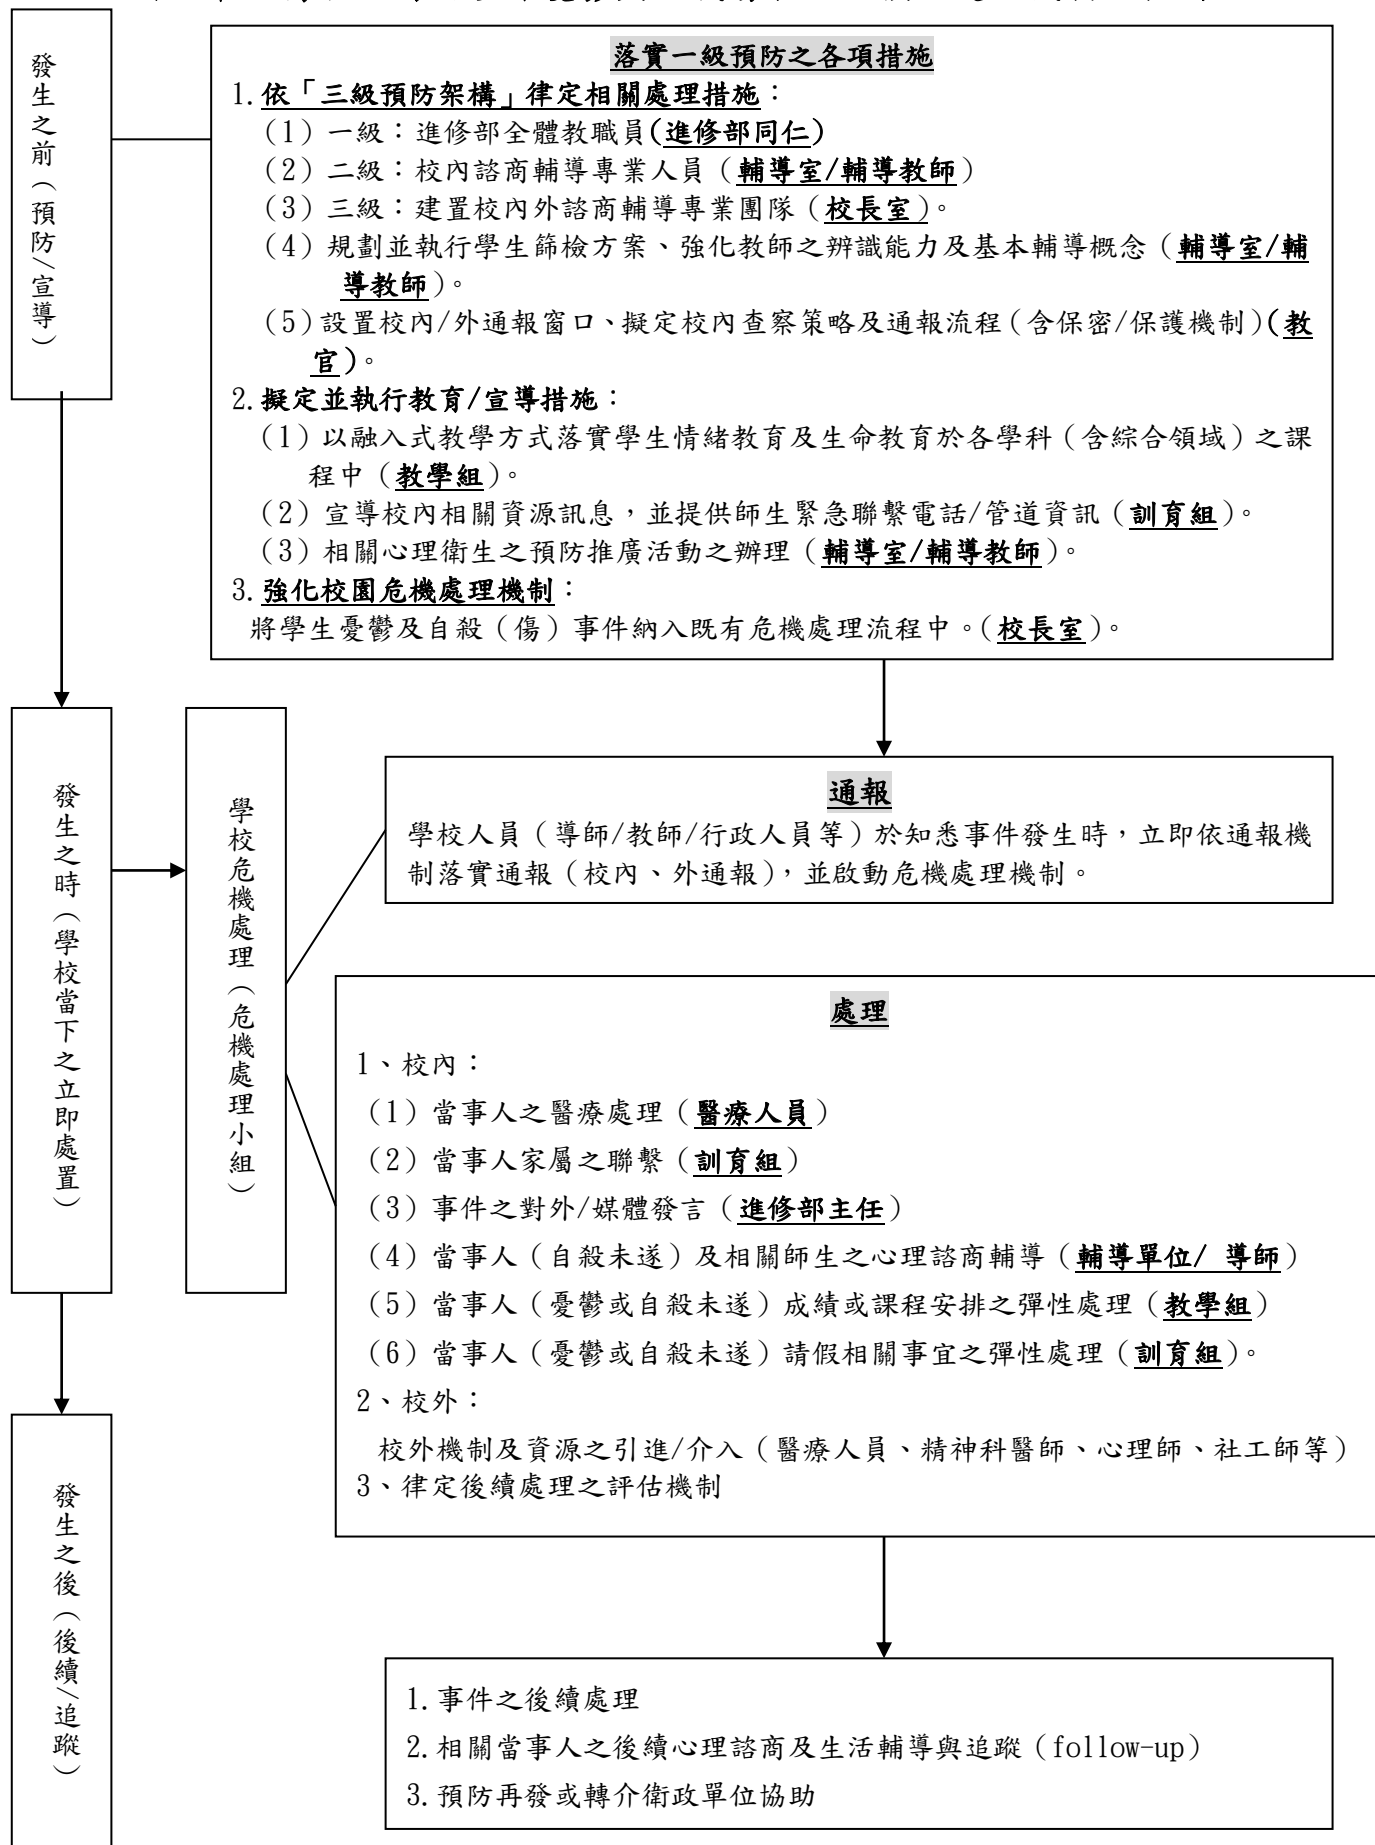 發生之前（預防/宣導）
落實一級預防之各項措施
1.依「三級預防架構」律定相關處理措施：
（1）一級：進修部全體教職員(進修部同仁)
（2）二級：校內諮商輔導專業人員（輔導室/輔導教師）
（3）三級：建置校內外諮商輔導專業團隊（校長室）。
（4）規劃並執行學生篩檢方案、強化教師之辨識能力及基本輔導概念（輔導室/輔
導教師）。
（5）設置校內/外通報窗口、擬定校內查察策略及通報流程（含保密/保護機制）(教
官)。
2.擬定並執行教育/宣導措施：
（1）以融入式教學方式落實學生情緒教育及生命教育於各學科（含綜合領域）之課
程中（教學組）。
（2）宣導校內相關資源訊息，並提供師生緊急聯繫電話/管道資訊（訓育組）。
（3）相關心理衛生之預防推廣活動之辦理（輔導室/輔導教師）。
3.強化校園危機處理機制：
將學生憂鬱及自殺（傷）事件納入既有危機處理流程中。（校長室）。
發生之時（學校當下之立即處置）
學校危機處理（危機處理小組）
通報
學校人員（導師/教師/行政人員等）於知悉事件發生時，立即依通報機
制落實通報（校內、外通報），並啟動危機處理機制。
處理
1、校內：
（1）當事人之醫療處理（醫療人員）
（2）當事人家屬之聯繫（訓育組）
（3）事件之對外/媒體發言（進修部主任）
（4）當事人（自殺未遂）及相關師生之心理諮商輔導（輔導單位/ 導師）
（5）當事人（憂鬱或自殺未遂）成績或課程安排之彈性處理（教學組）
（6）當事人（憂鬱或自殺未遂）請假相關事宜之彈性處理（訓育組）。
2、校外：
校外機制及資源之引進/介入（醫療人員、精神科醫師、心理師、社工師等）
3、律定後續處理之評估機制
發生之後（後續/追蹤）
1.事件之後續處理
2.相關當事人之後續心理諮商及生活輔導與追蹤（follow-up）
3.預防再發或轉介衛政單位協助